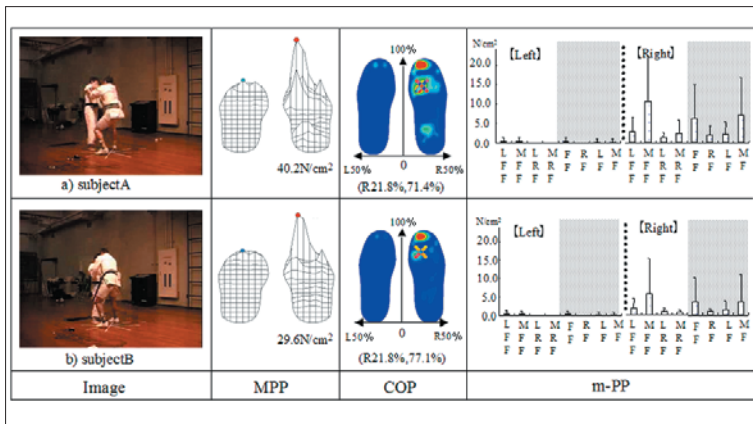 N/cm²
20.0
15.0
10.0
5.0
0.0
【Left】
【Right】
L F F
M F F
L R F
M R F
F F
R F
L F
M F
L F F
M F F
L R F
M R F
F F
R F
L F
M F
100%
L50%
0
R50%
(R21.8%,71.4%)
40.2N/cm²
a) subjectA
N/cm²
20.0
15.0
10.0
5.0
0.0
【Left】
【Right】
L F F
M F F
L R F
M R F
F F
R F
L F
M F
L F F
M F F
L R F
M R F
F F
R F
L F
M F
100%
L50%
0
R50%
(R21.8%,77.1%)
29.6N/cm²
b) subjectB
Image
MPP
COP
m-PP